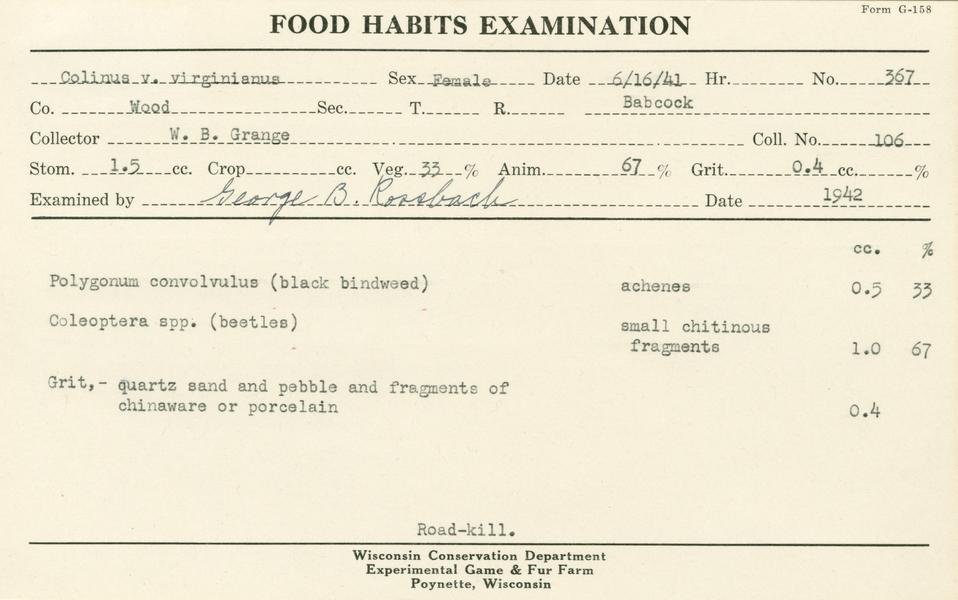 Form G-158
FOOD HABITS EXAMINATION
Colinus v. virginianus Sex Female Date 6/16/41 Hr. No. 367
Co. Wood Sec. T. R. Babcock
Collector W. B. Grange Coll. No. 106
Stom. 1.5 cc. Crop cc. Veg. 33 % Anim. 67 % Grit. 0.4 cc. %
Examined by George B. Rossbach Date 1942
cc. %
Polygonum convolvulus (black bindweed) achenes 0.5 33
Coleoptera spp. (beetles) small chitinous
fragments 1.0 67
Grit,- quartz sand and pebble and fragments of
chinaware or porcelain 0.4
Road-kill.
Wisconsin Conservation Department
Experimental Game & Fur Farm
Poynette, Wisconsin